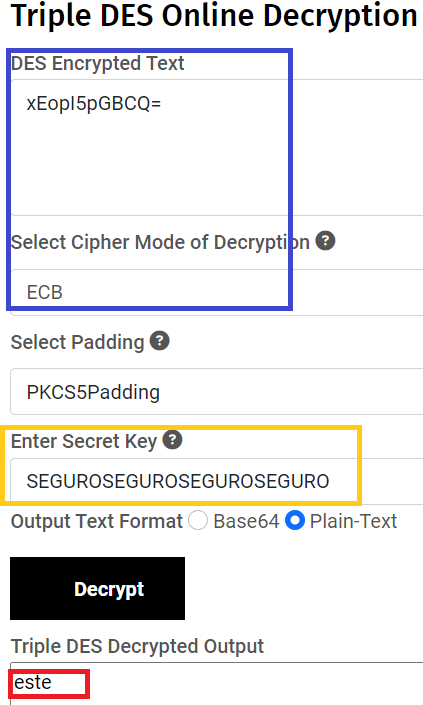 Triple DES Online Decryption
DES Encrypted Text
xEopI5pGBCQ=
Select Cipher Mode of Decryption ?
ECB
Select Padding ?
PKCS5Padding
Enter Secret Key ?
SEGUROSEGUROSEGUROSEGURO
Output Text Format Base64 Plain-Text
Decrypt
Triple DES Decrypted Output
este